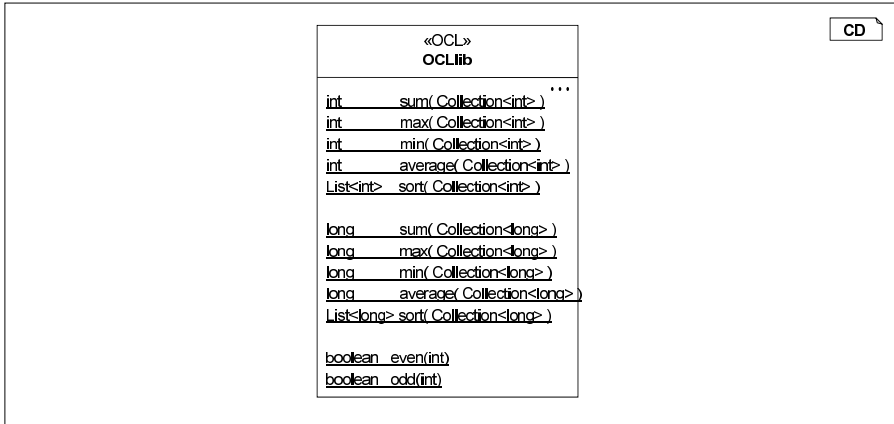 «OCL»
CD
OCLlib
...
int sum( Collection<int> )
int max( Collection<int> )
int min( Collection<int> )
int average( Collection<int> )
List<int> sort( Collection<int> )
long sum( Collection<long> )
long max( Collection<long> )
long min( Collection<long> )
long average( Collection<long> )
List<long> sort( Collection<long> )
boolean even(int)
boolean odd(int)